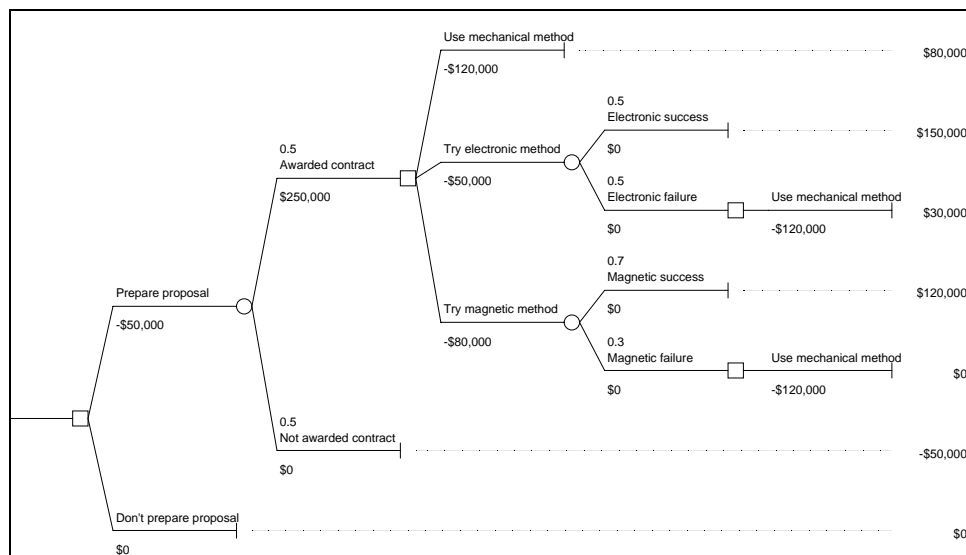 Use mechanical method
-$120,000
$80,000
0.5
Electronic success
$0
$150,000
Try electronic method
-$50,000
0.5
Awarded contract
$250,000
0.5
Electronic failure
$0
Use mechanical method
-$120,000
$30,000
0.7
Magnetic success
$0
$120,000
Prepare proposal
-$50,000
Try magnetic method
-$80,000
0.3
Magnetic failure
$0
Use mechanical method
-$120,000
$0
0.5
Not awarded contract
$0
-$50,000
Don't prepare proposal
$0
$0